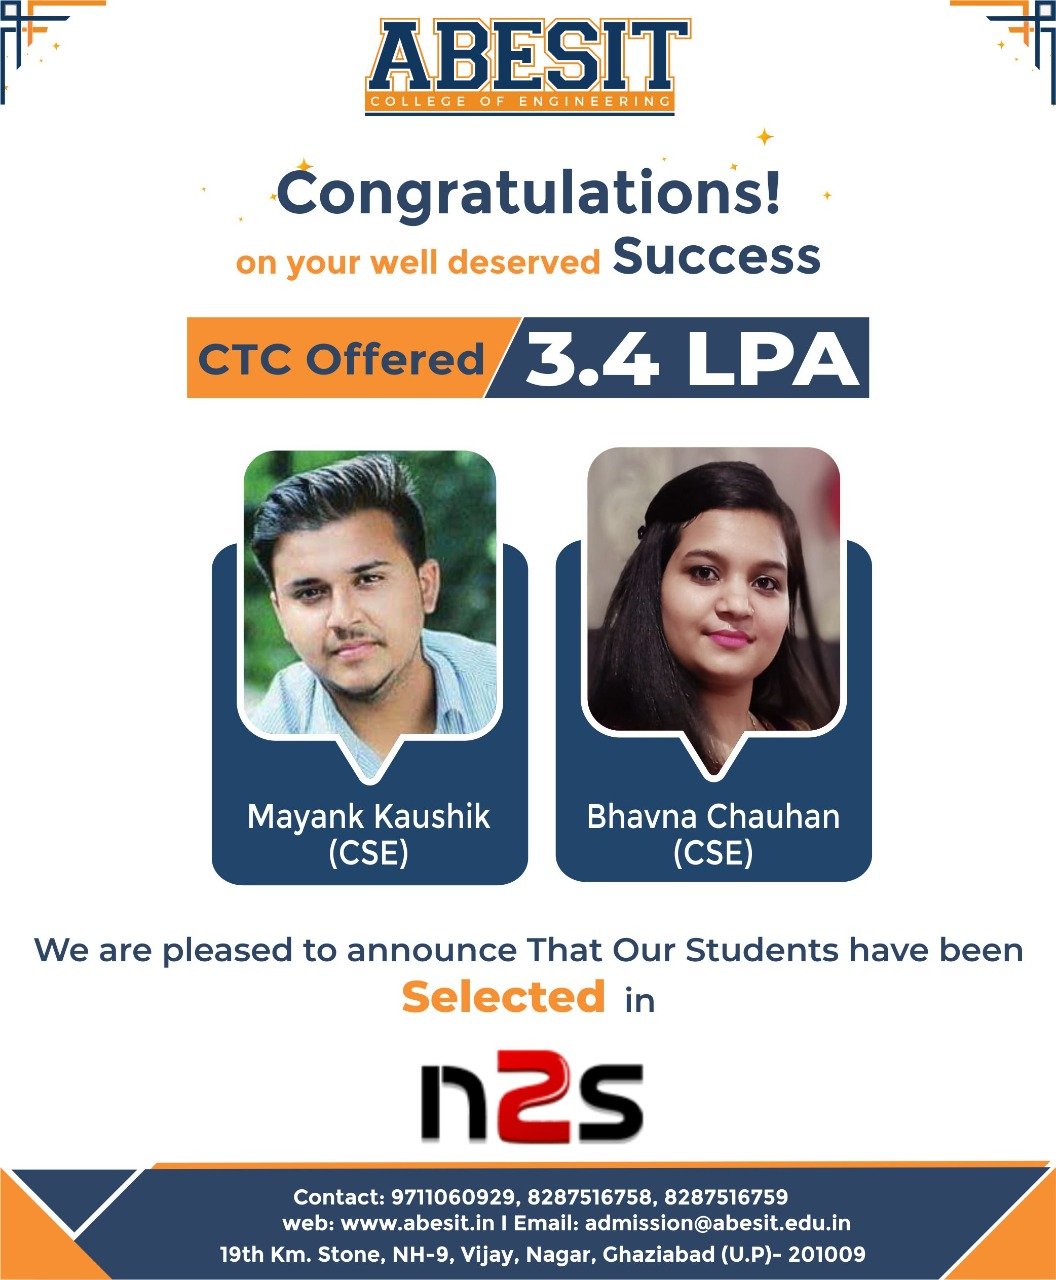 ABESIT
COLLEGE OF ENGINEERING
Congratulations!
on your well deserved Success
CTC Offered 3.4 LPA
Mayank Kaushik
(CSE)
Bhavna Chauhan
(CSE)
We are pleased to announce That Our Students have been
Selected in
n2s
Contact: 9711060929, 8287516758, 8287516759
web: www.abesit.in I Email: admission@abesit.edu.in
19th Km. Stone, NH-9, Vijay, Nagar, Ghaziabad (U.P)- 201009